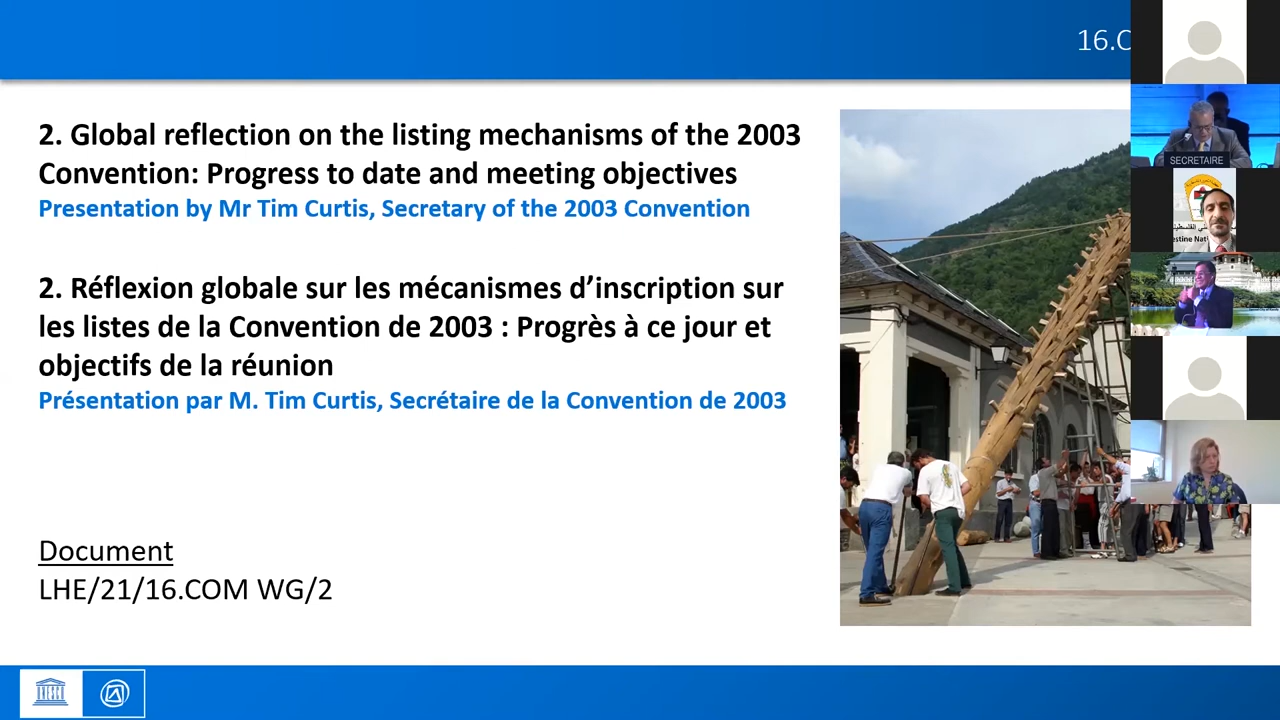 16.C
2. Global reflection on the listing mechanisms of the 2003
Convention: Progress to date and meeting objectives
Presentation by Mr Tim Curtis, Secretary of the 2003 Convention
2. Réflexion globale sur les mécanismes d’inscription sur
les listes de la Convention de 2003 : Progrès à ce jour et
objectifs de la réunion
Présentation par M. Tim Curtis, Secrétaire de la Convention de 2003
Document
LHE/21/16.COM WG/2
SECRETAIRE